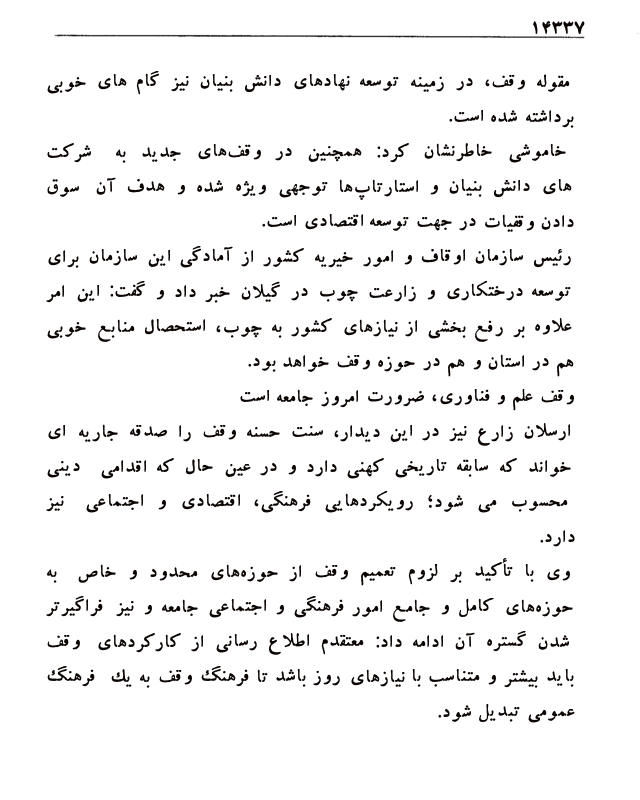 ۱۴۳۳۷
مقوله وقف، در زمینه توسعه نهادهای دانش بنیان نیز گام های خوبی
برداشته شده است.
خاموشی خاطرنشان کرد: همچنین در وقف‌های جدید به شرکت
های دانش بنیان و استارتاپ‌ها توجهی ویژه شده و هدف آن سوق
دادن وقفیات در جهت توسعه اقتصادی است.
رئیس سازمان اوقاف و امور خیریه کشور از آمادگی این سازمان برای
توسعه درختکاری و زارعت چوب در گیلان خبر داد و گفت: این امر
علاوه بر رفع بخشی از نیازهای کشور به چوب، استحصال منابع خوبی
هم در استان و هم در حوزه وقف خواهد بود.
وقف علم و فناوری، ضرورت امروز جامعه است
ارسلان زارع نیز در این دیدار، سنت حسنه وقف را صدقه جاریه ای
خواند که سابقه تاریخی کهنی دارد و در عین حال که اقدامی دینی
محسوب می شود؛ رویکردهایی فرهنگی، اقتصادی و اجتماعی نیز
دارد.
وی با تأکید بر لزوم تعمیم وقف از حوزه‌های محدود و خاص به
حوزه‌های کامل و جامع امور فرهنگی و اجتماعی جامعه و نیز فراگیرتر
شدن گستره آن ادامه داد: معتقدم اطلاع رسانی از کارکردهای وقف
باید بیشتر و متناسب با نیازهای روز باشد تا فرهنگ وقف به یك فرهنگ
عمومی تبدیل شود.